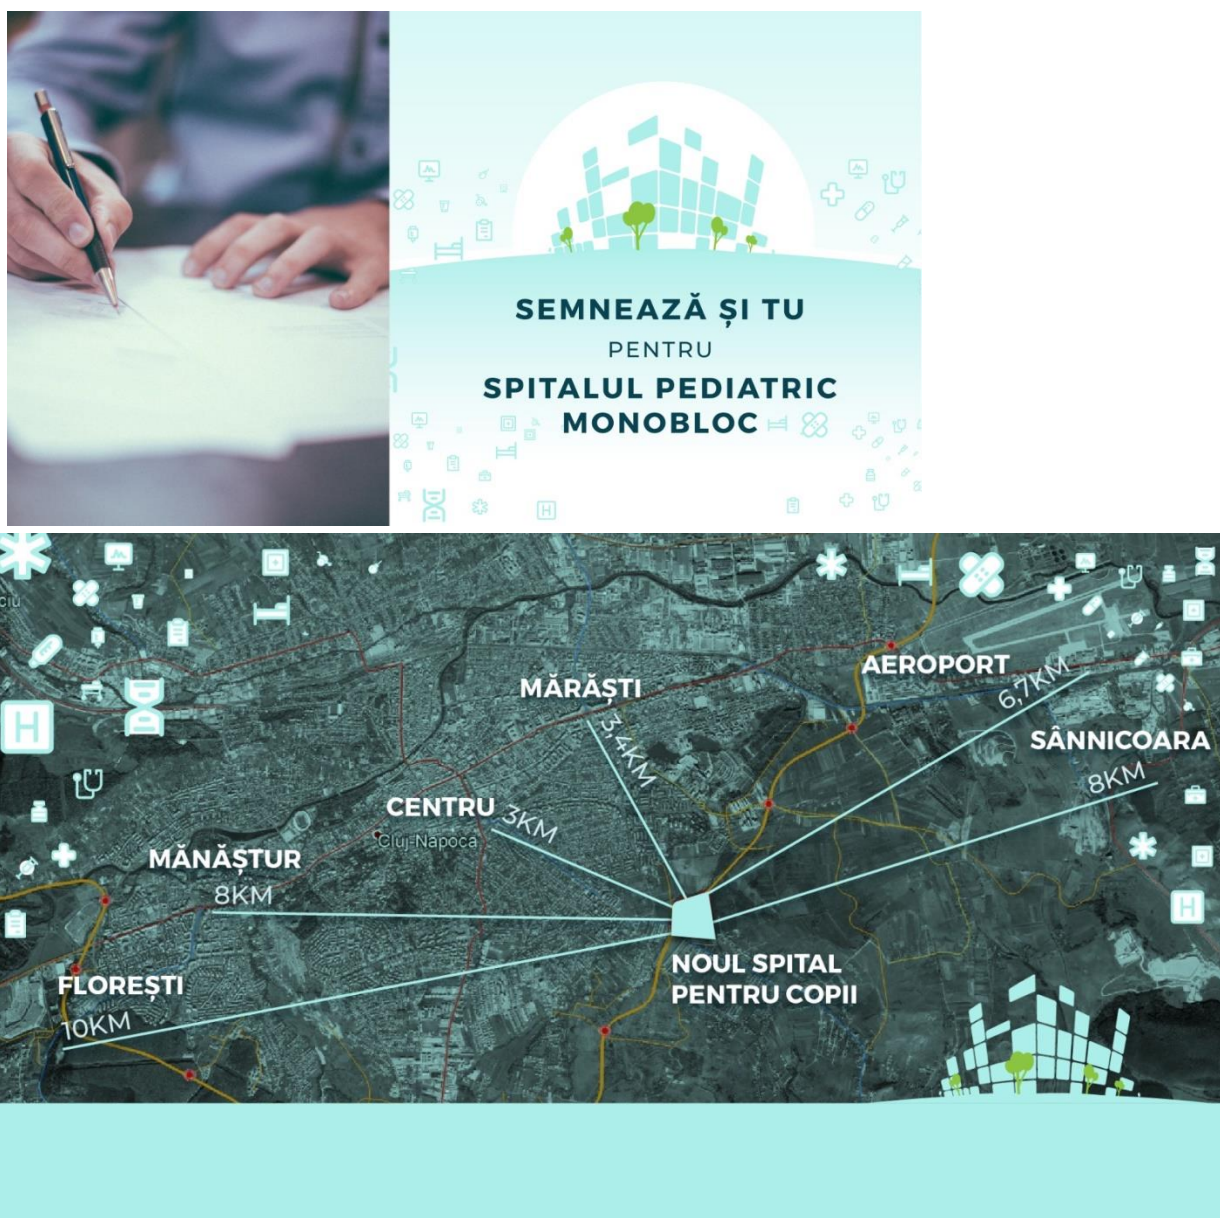 SEMNEAZĂ ȘI TU
PENTRU
SPITALUL PEDIATRIC
MONOBLOC
H
ciu
AEROPORT
6,7KM
MĂRĂȘTI
3,4KM
H
SÂNNICOARA
8KM
CENTRU
3KM
Cluj-Napoca
MĂNĂȘTUR
8KM
H
NOUL SPITAL
PENTRU COPII
FLOREȘTI
10KM